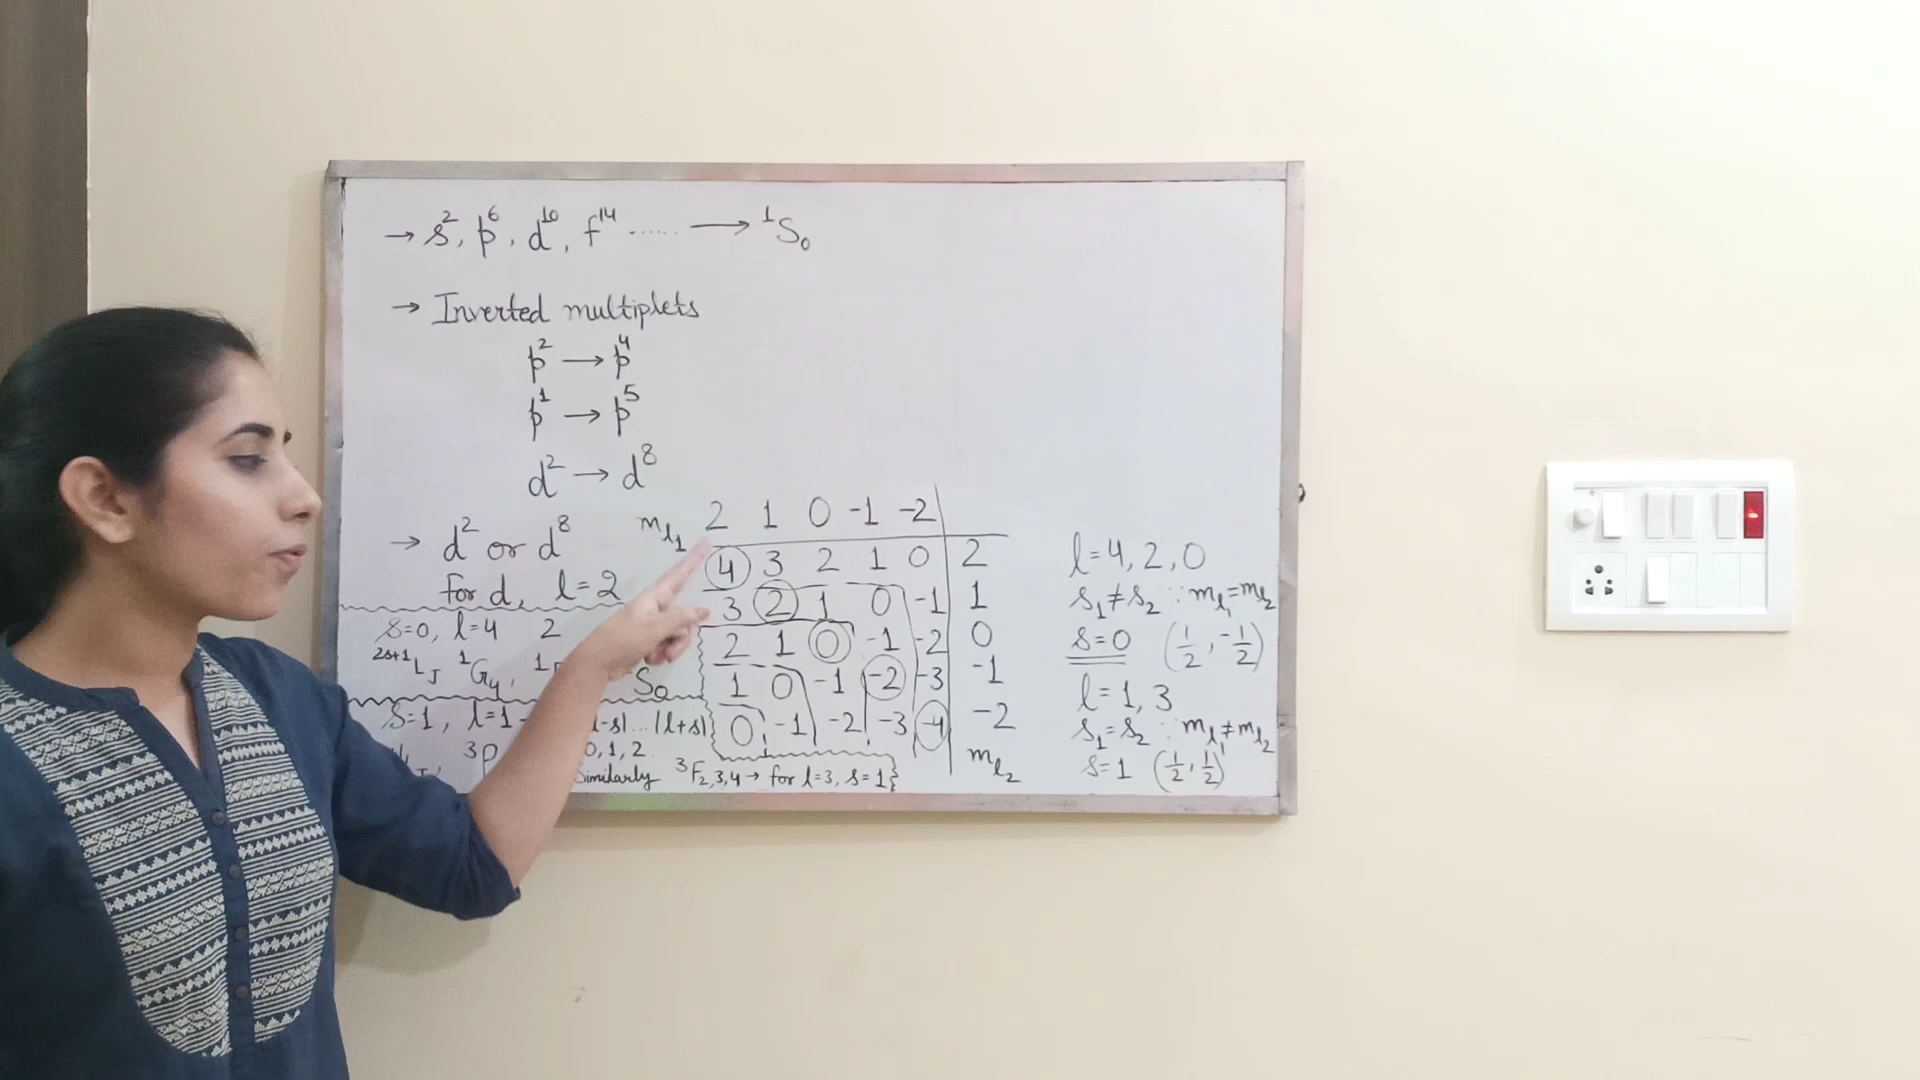 → s², p⁶, d¹⁰, f¹⁴ ...... ⟶ ¹S₀
→ Inverted multiplets
p² → p⁴
p¹ → p⁵
d² → d⁸
→ d² or d⁸
for d, l=2
s=0, l=4 2
²ˢ⁺¹L_J ¹G₄, ¹ S₀
s=1, l=1 -s|...|l+s|
³P 0,1,2
Similarly ³F₂,₃,₄ → for l=3, s=1}
m_l₁ 2 1 0 -1 -2
4 3 2 1 0 2
3 2 1 0 -1 1
2 1 0 -1 -2 0
1 0 -1 -2 -3 -1
0 -1 -2 -3 -4 -2
m_l₂
l=4, 2, 0
s₁≠s₂ ∵ m_l₁=m_l₂
s=0 (1/2, -1/2)
l=1, 3
s₁=s₂ ∵ m_l₁≠m_l₂
s=1 (1/2, 1/2)